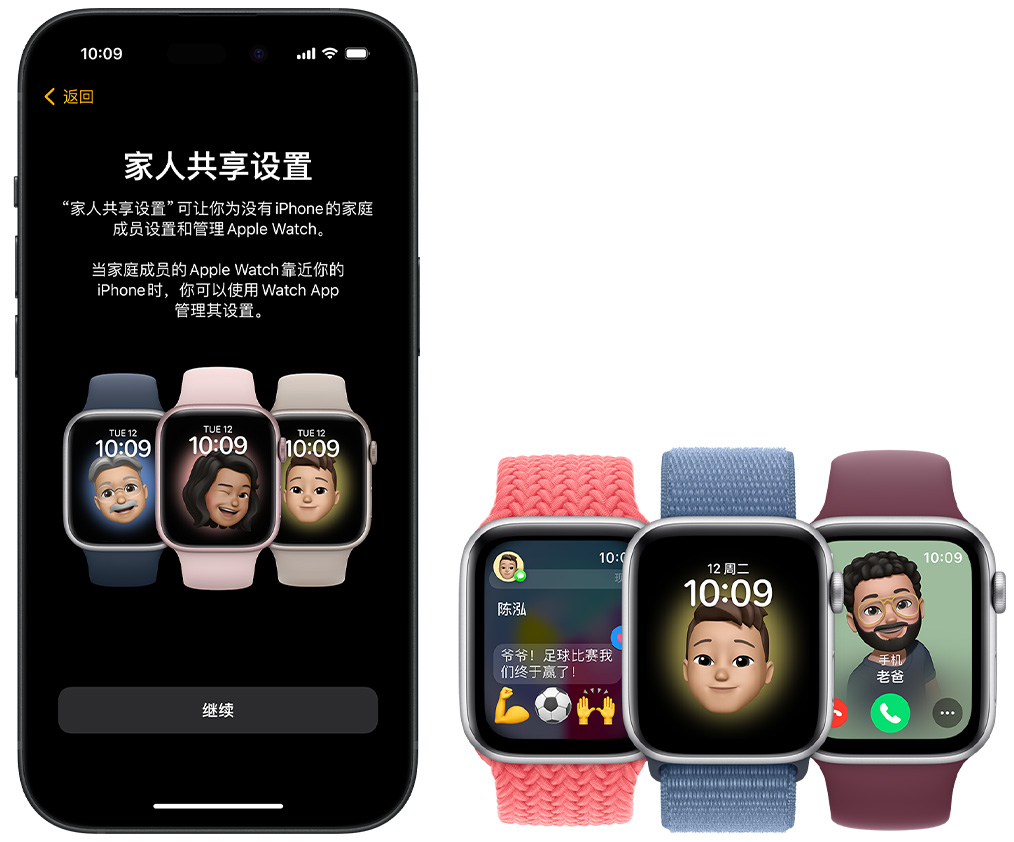 10:09
返回
家人共享设置
“家人共享设置”可让你为没有 iPhone 的家庭
成员设置和管理 Apple Watch。
当家庭成员的 Apple Watch 靠近你的
iPhone 时，你可以使用 Watch App
管理其设置。
TUE 12
10:09
TUE 12
10:09
TUE 12
10:09
继续
10:0
现
陈泓
爷爷！足球比赛我
们终于赢了！
12 周二
10:09
10:09
手机
老爸